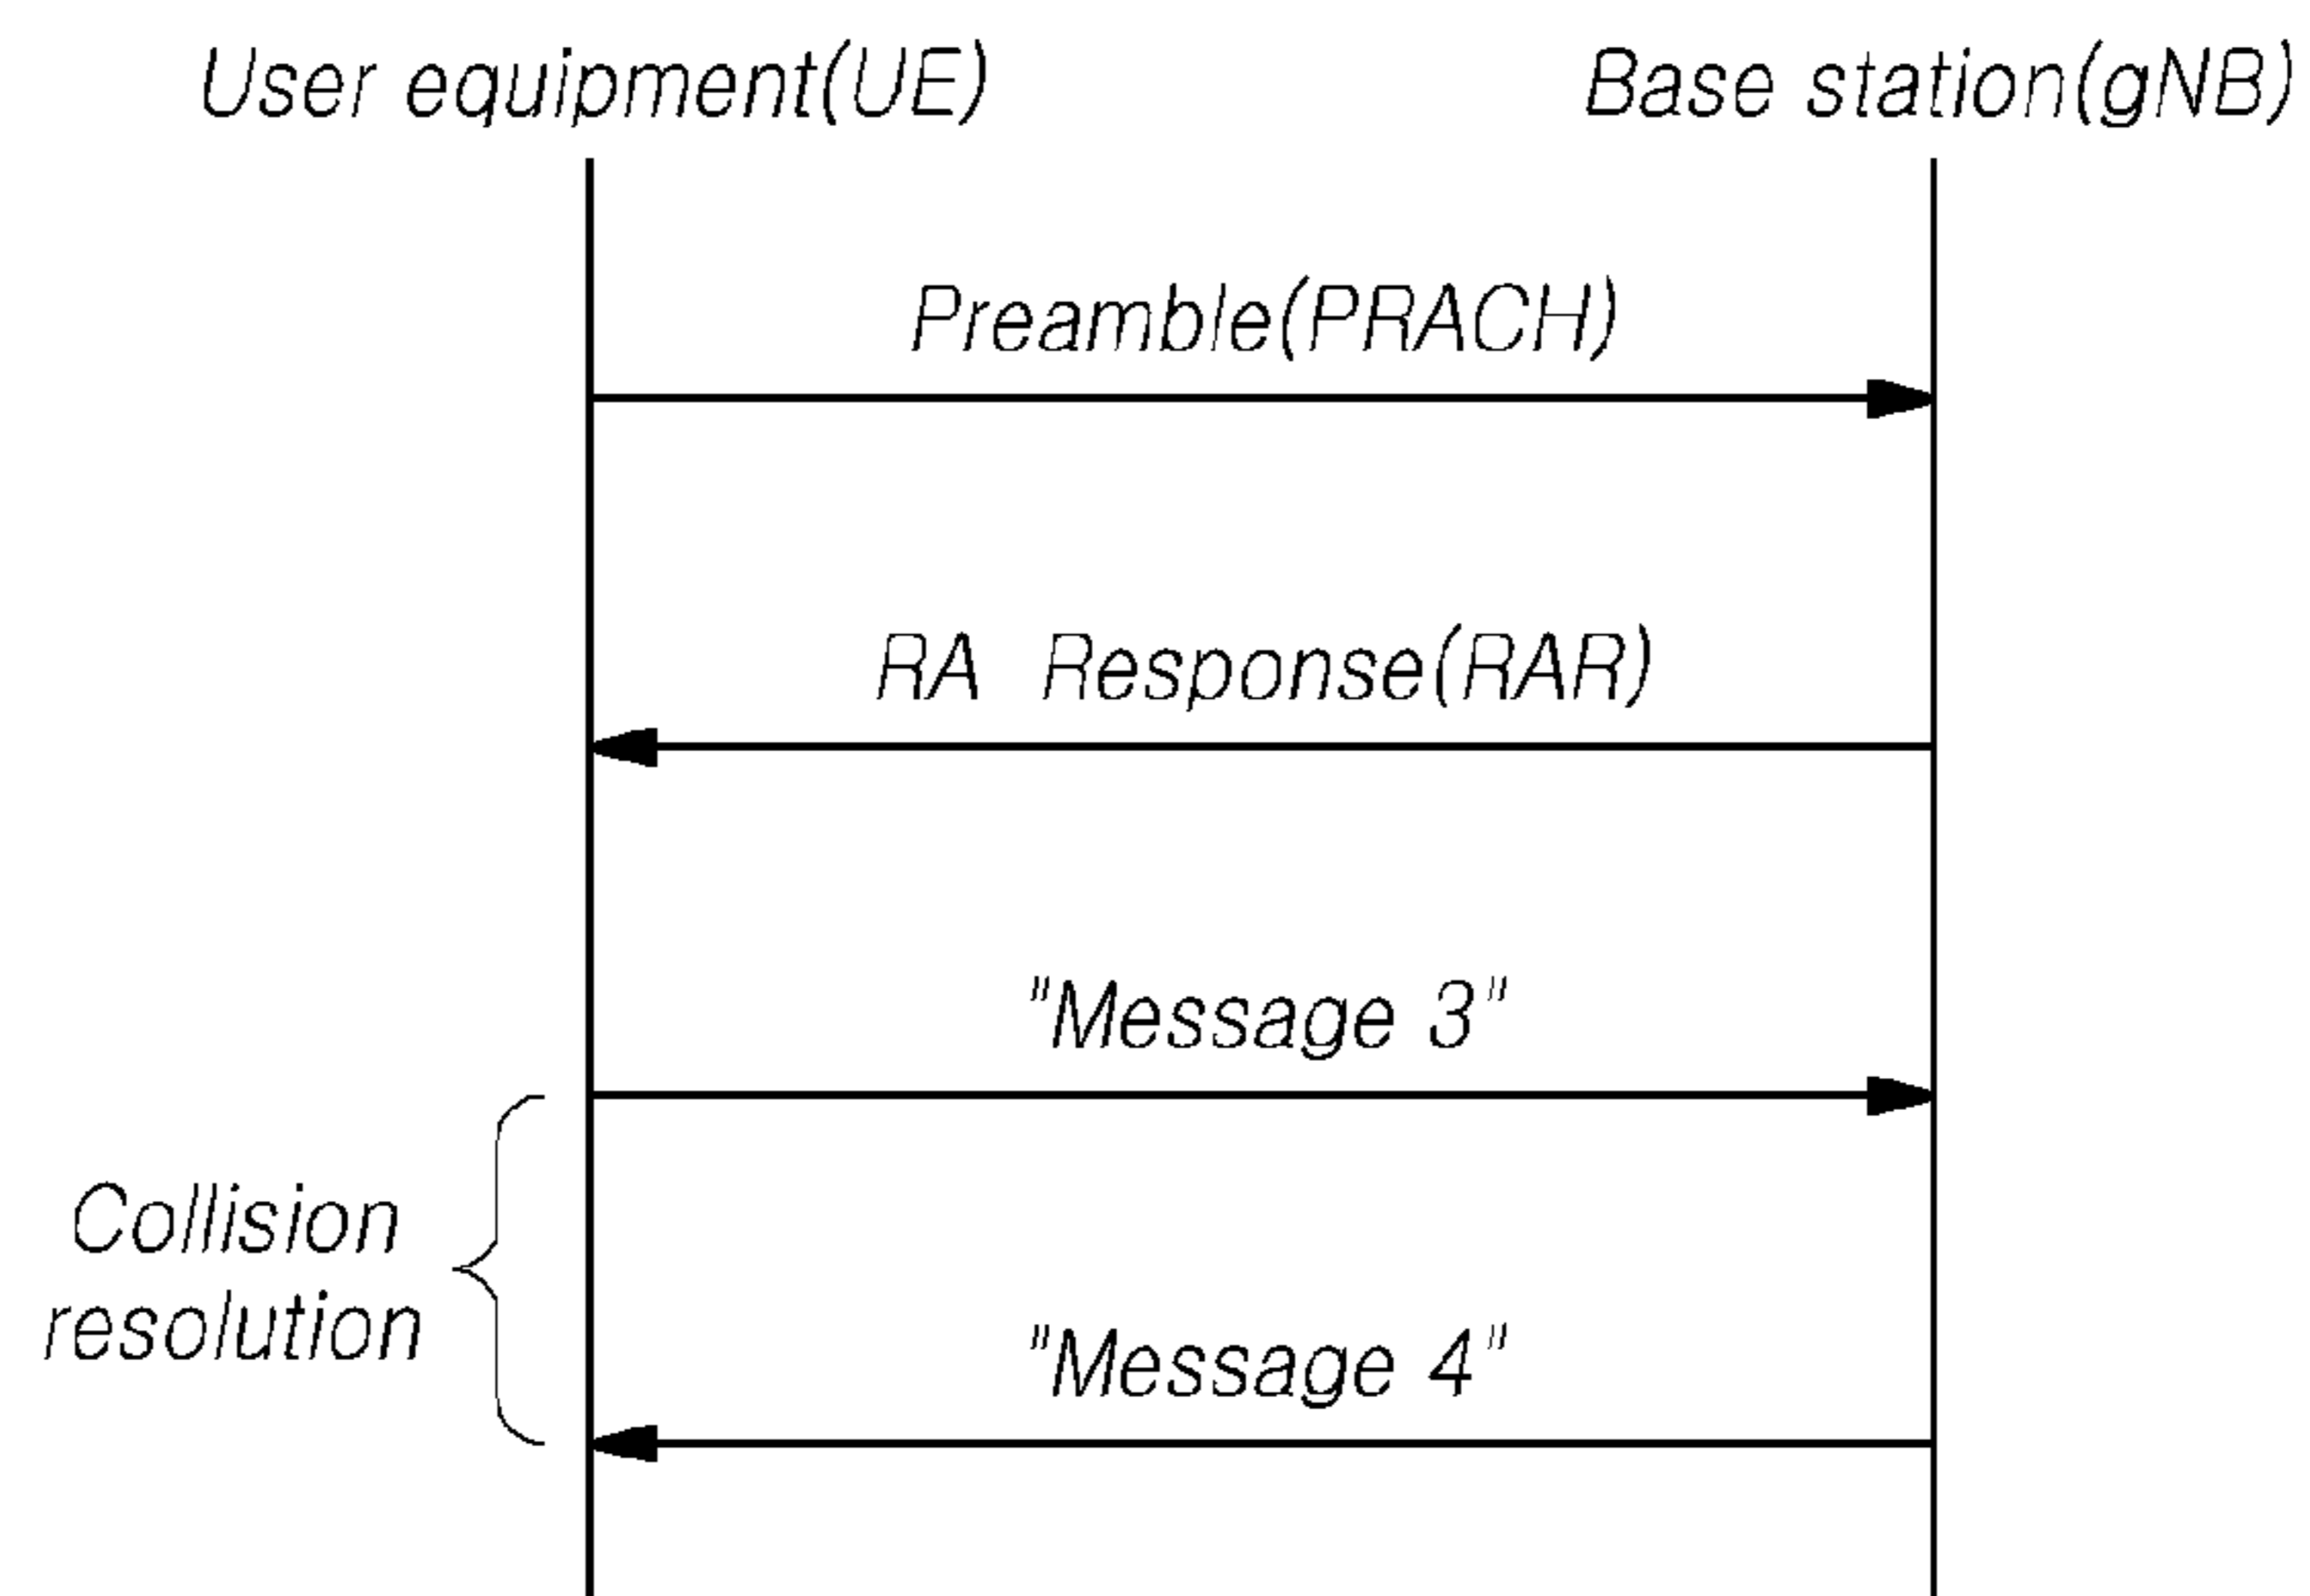 User equipment(UE)
Base station(gNB)
Preamble(PRACH)
RA Response(RAR)
"Message 3"
Collision
resolution
"Message 4"